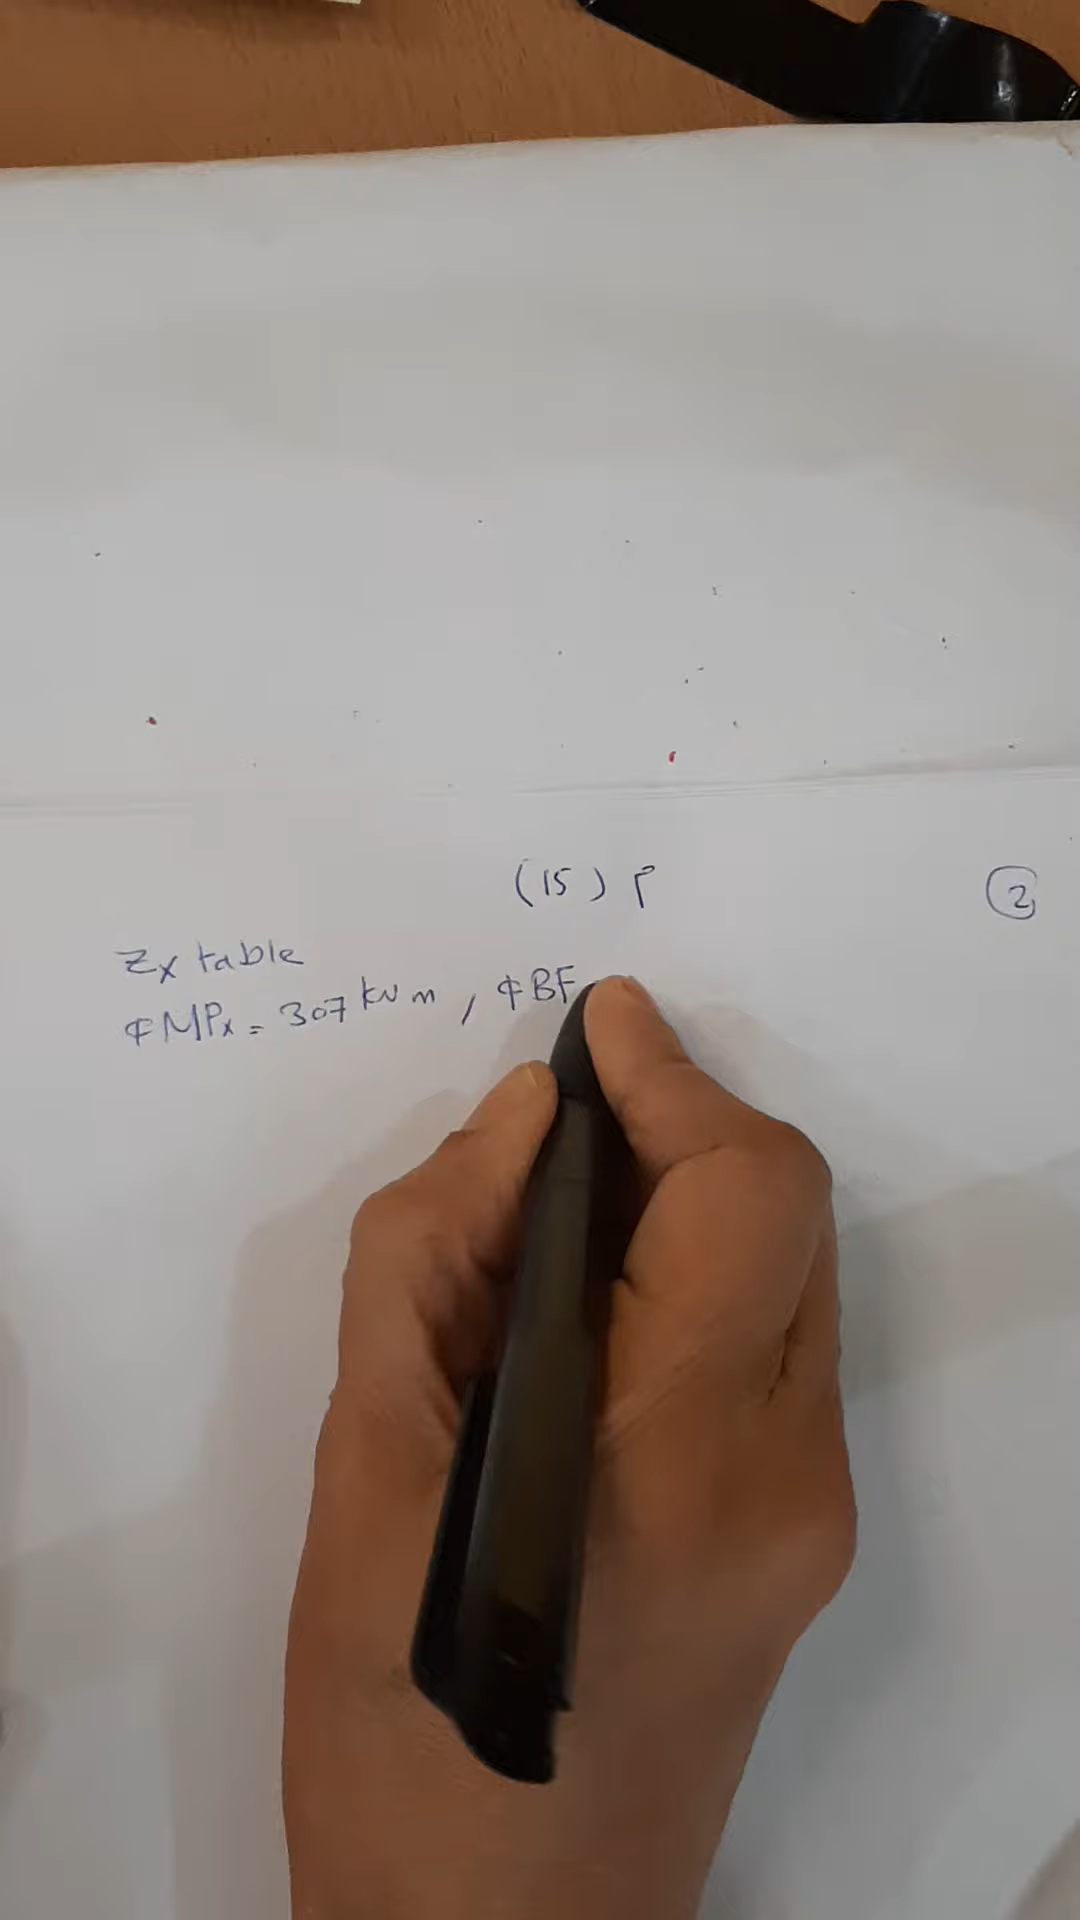 (15) م
2
Zx table
ϕMPx = 307 kN m , ϕBF